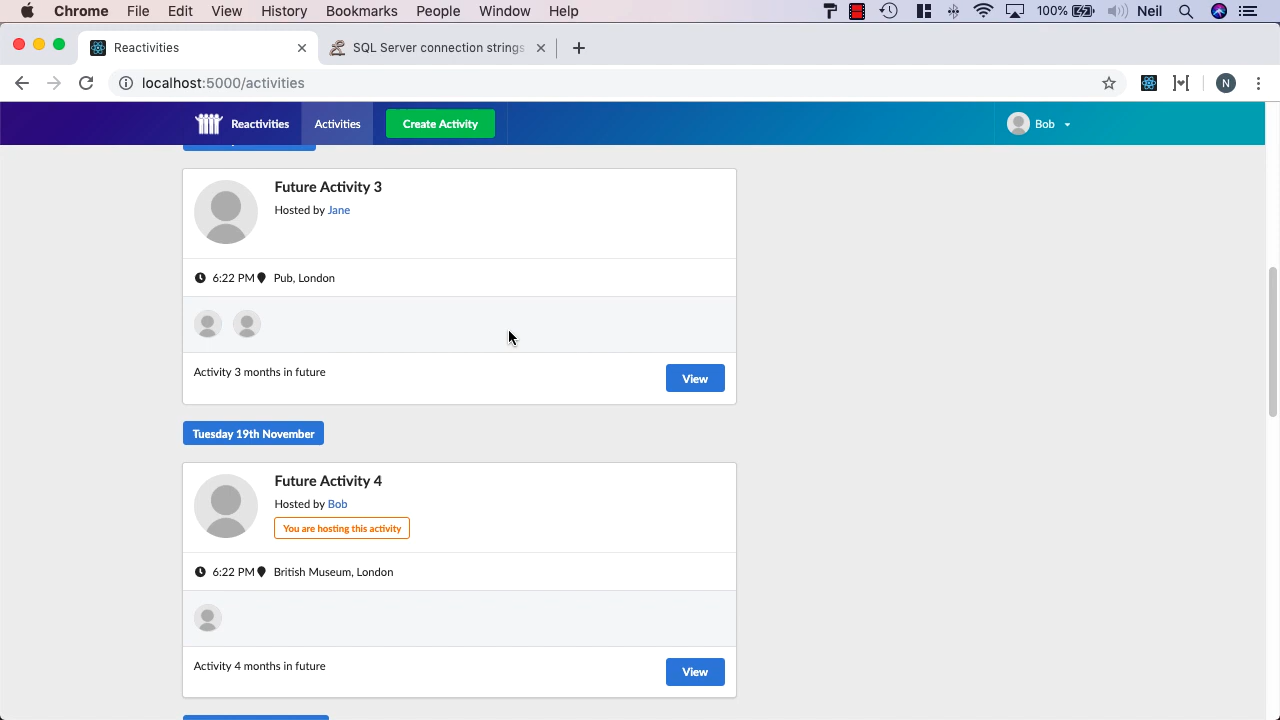 Chrome File Edit View History Bookmarks People Window Help 100% Neil
Reactivities
SQL Server connection strings
localhost:5000/activities
N
Reactivities Activities Create Activity Bob
Future Activity 3
Hosted by Jane
6:22 PM Pub, London
Activity 3 months in future
View
Tuesday 19th November
Future Activity 4
Hosted by Bob
You are hosting this activity
6:22 PM British Museum, London
Activity 4 months in future
View